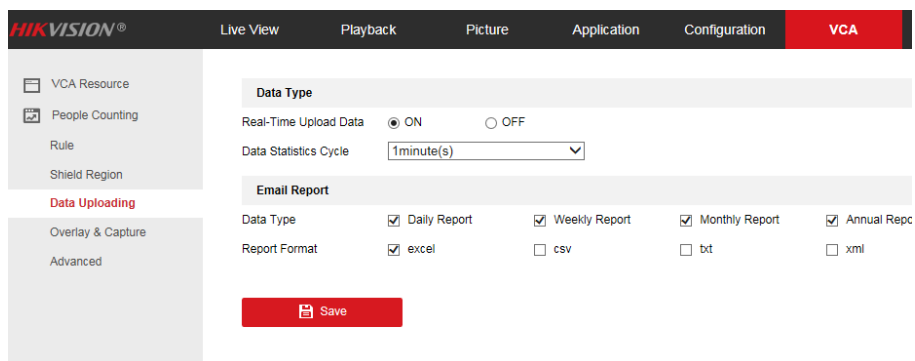 HIKVISION® Live View Playback Picture Application Configuration VCA
VCA Resource
People Counting
Rule
Shield Region
Data Uploading
Overlay & Capture
Advanced
Data Type
Real-Time Upload Data ON OFF
Data Statistics Cycle 1minute(s)
Email Report
Data Type Daily Report Weekly Report Monthly Report Annual Repo
Report Format excel csv txt xml
Save